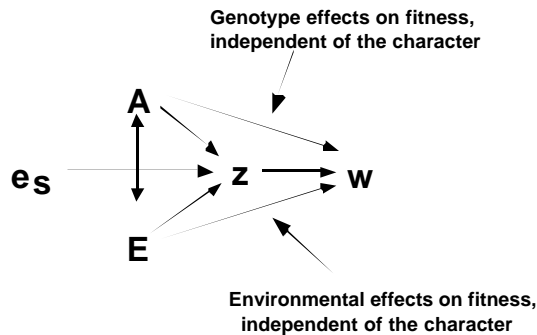 Genotype effects on fitness,
independent of the character
A
es z w
E
Environmental effects on fitness,
independent of the character